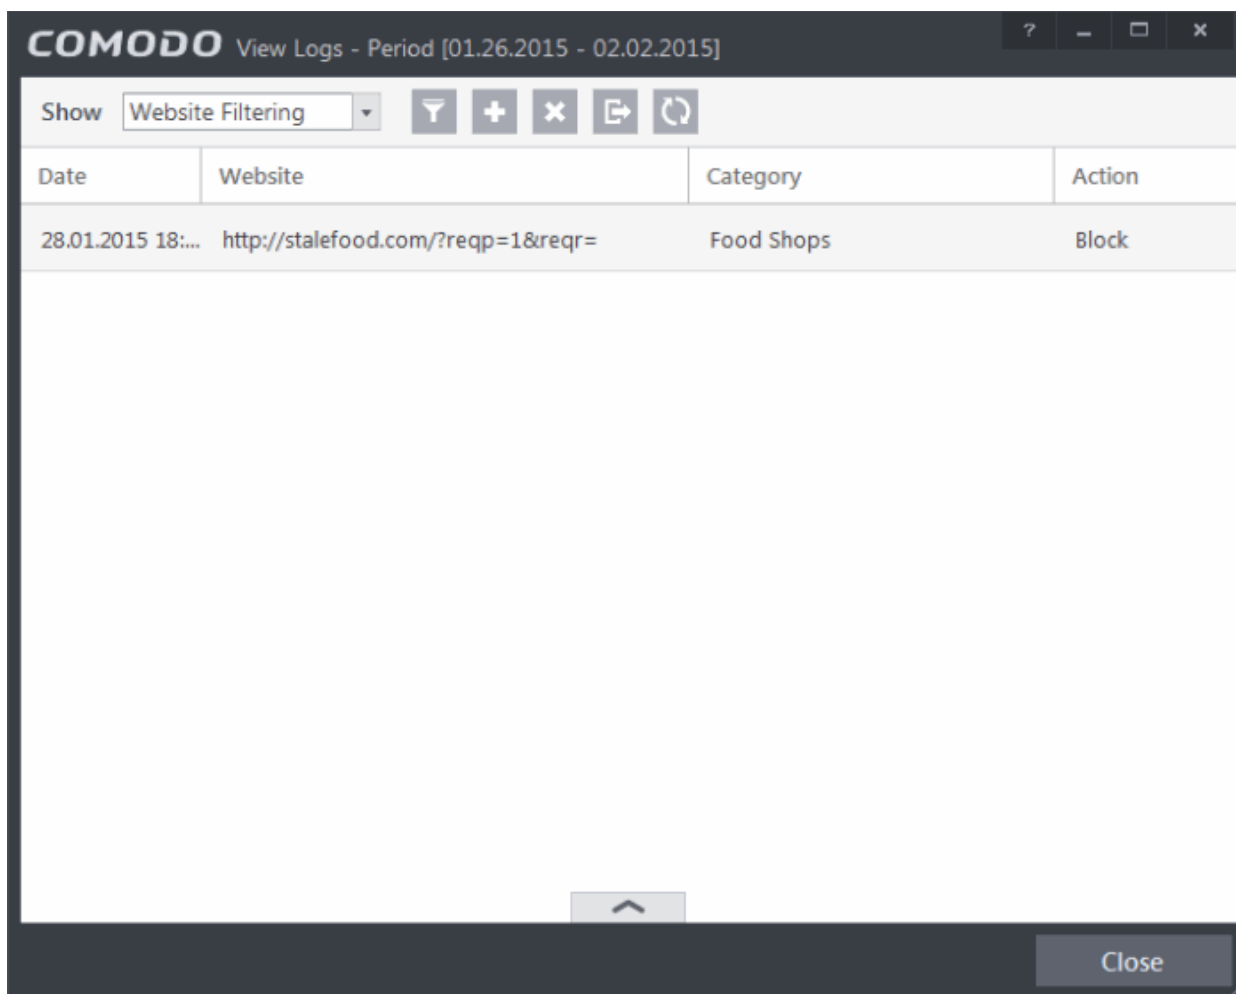 COMODO View Logs - Period [01.26.2015 - 02.02.2015] ?
Show Website Filtering
Date Website Category Action
28.01.2015 18:... http://stalefood.com/?reqp=1&reqr= Food Shops Block
Close